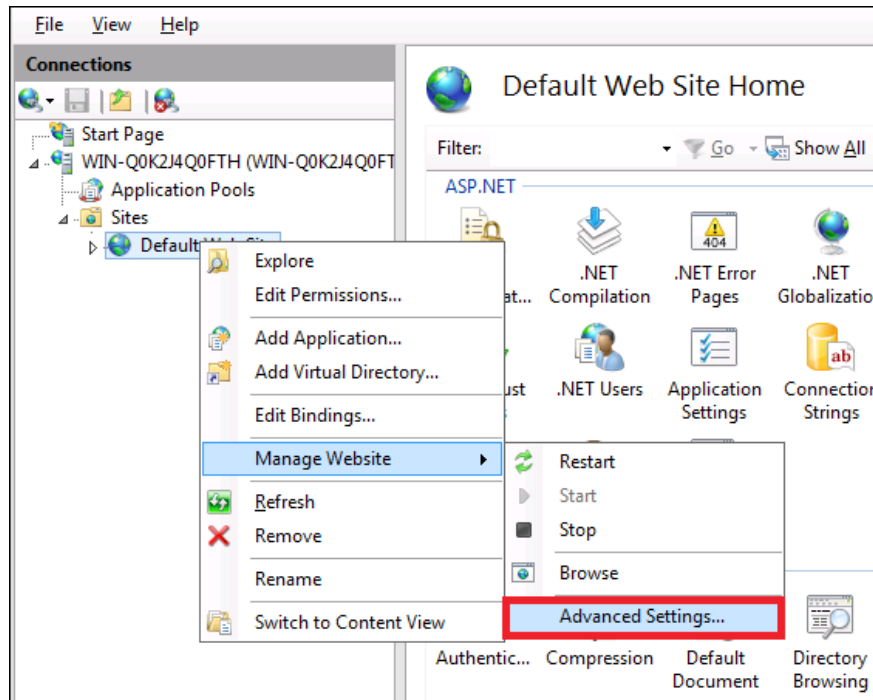 File View Help
Connections
Start Page
WIN-Q0K2J4Q0FTH (WIN-Q0K2J4Q0FT
Application Pools
Sites
Default Web Site
Explore
Edit Permissions...
Add Application...
Add Virtual Directory...
Edit Bindings...
Manage Website
Refresh
Remove
Rename
Switch to Content View
Restart
Start
Stop
Browse
Advanced Settings...
Default Web Site Home
Filter: Go Show All
ASP.NET
404
.NET .NET Error .NET
at... Compilation Pages Globalizatio
ab
ust .NET Users Application Connection
Settings Strings
Authentic... Compression Default Directory
Document Browsing